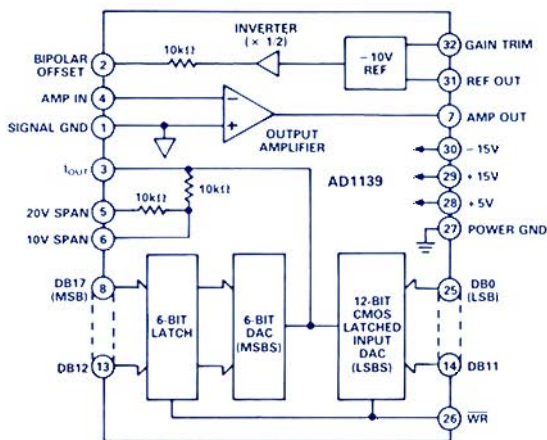 INVERTER
(× 1/2)
10kΩ
2
BIPOLAR
OFFSET
−10V
REF
32
GAIN TRIM
31
REF OUT
AMP IN
4
−
+
OUTPUT
AMPLIFIER
7
AMP OUT
SIGNAL GND
1
30
−15V
IOUT
3
10kΩ
AD1139
29
+15V
20V SPAN
5
10kΩ
28
+5V
10V SPAN
6
27
POWER GND
DB17
(MSB)
8
6-BIT
LATCH
6-BIT
DAC
(MSBS)
12-BIT
CMOS
LATCHED
INPUT
DAC
(LSBS)
25
DB0
(LSB)
DB12
13
14
DB11
26
WR